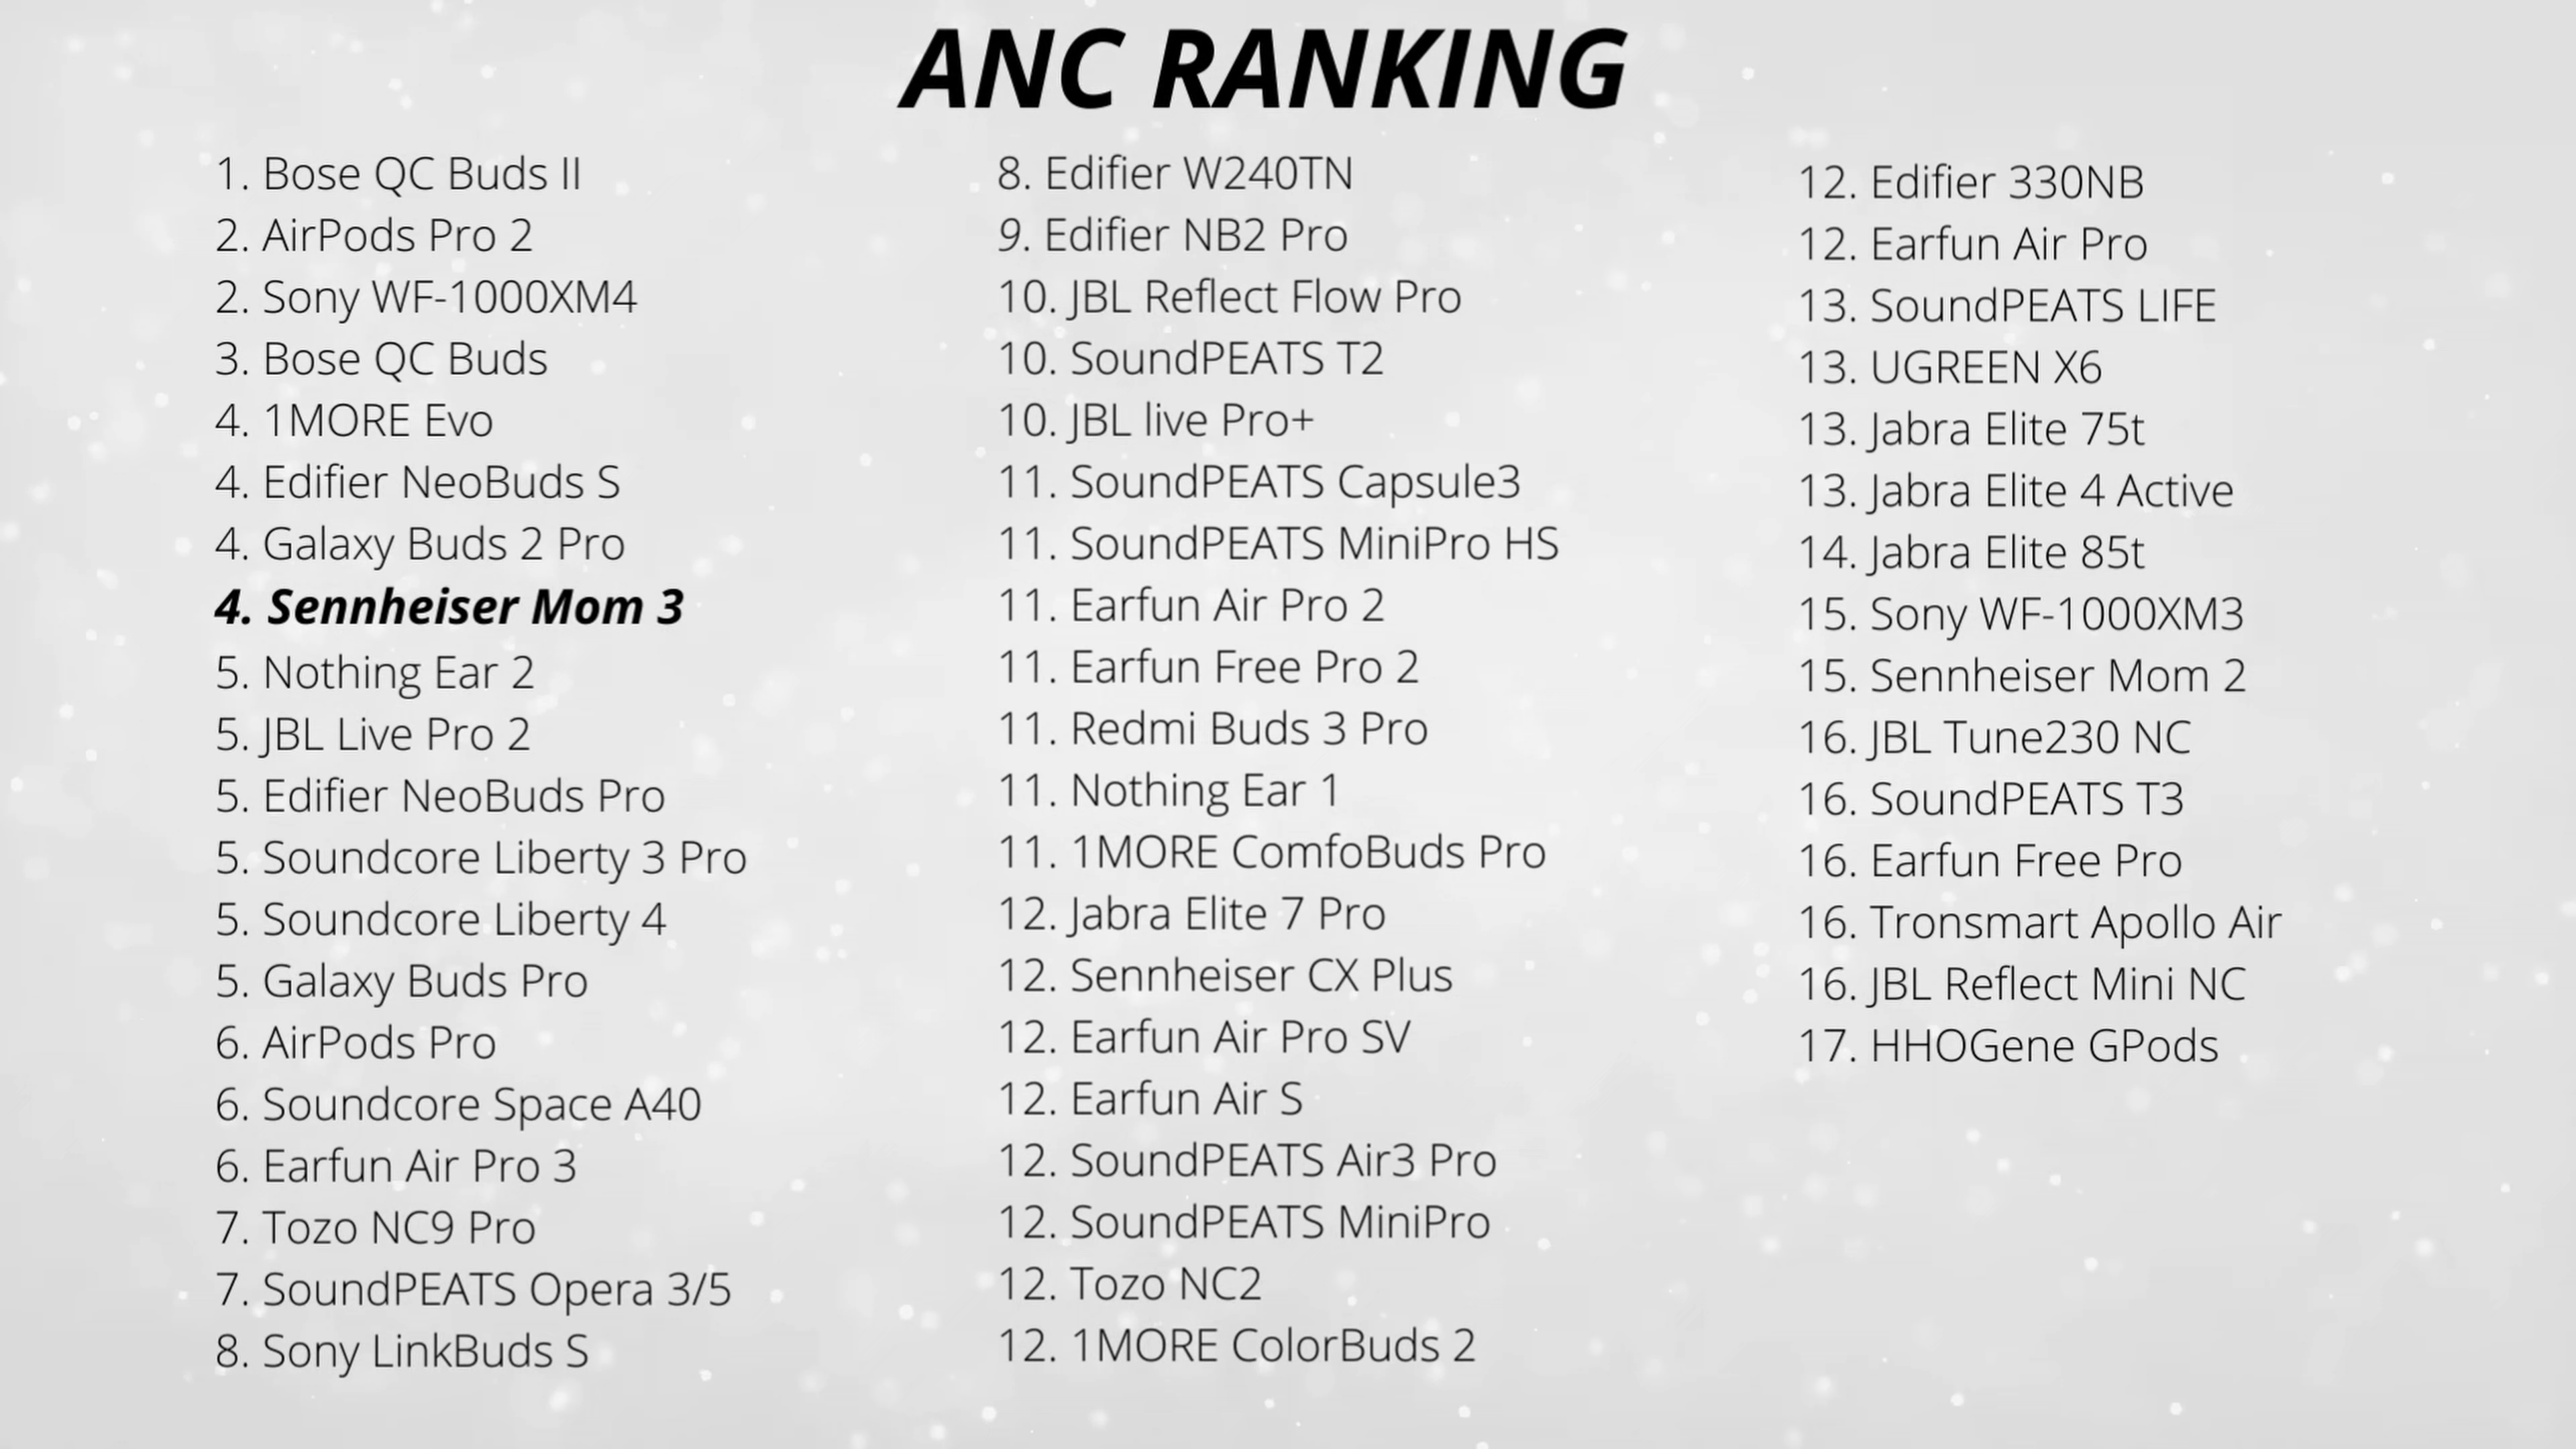 ANC RANKING
1. Bose QC Buds II
2. AirPods Pro 2
2. Sony WF-1000XM4
3. Bose QC Buds
4. 1MORE Evo
4. Edifier NeoBuds S
4. Galaxy Buds 2 Pro
4. Sennheiser Mom 3
5. Nothing Ear 2
5. JBL Live Pro 2
5. Edifier NeoBuds Pro
5. Soundcore Liberty 3 Pro
5. Soundcore Liberty 4
5. Galaxy Buds Pro
6. AirPods Pro
6. Soundcore Space A40
6. Earfun Air Pro 3
7. Tozo NC9 Pro
7. SoundPEATS Opera 3/5
8. Sony LinkBuds S
8. Edifier W240TN
9. Edifier NB2 Pro
10. JBL Reflect Flow Pro
10. SoundPEATS T2
10. JBL live Pro+
11. SoundPEATS Capsule3
11. SoundPEATS MiniPro HS
11. Earfun Air Pro 2
11. Earfun Free Pro 2
11. Redmi Buds 3 Pro
11. Nothing Ear 1
11. 1MORE ComfoBuds Pro
12. Jabra Elite 7 Pro
12. Sennheiser CX Plus
12. Earfun Air Pro SV
12. Earfun Air S
12. SoundPEATS Air3 Pro
12. SoundPEATS MiniPro
12. Tozo NC2
12. 1MORE ColorBuds 2
12. Edifier 330NB
12. Earfun Air Pro
13. SoundPEATS LIFE
13. UGREEN X6
13. Jabra Elite 75t
13. Jabra Elite 4 Active
14. Jabra Elite 85t
15. Sony WF-1000XM3
15. Sennheiser Mom 2
16. JBL Tune230 NC
16. SoundPEATS T3
16. Earfun Free Pro
16. Tronsmart Apollo Air
16. JBL Reflect Mini NC
17. HHOGene GPods